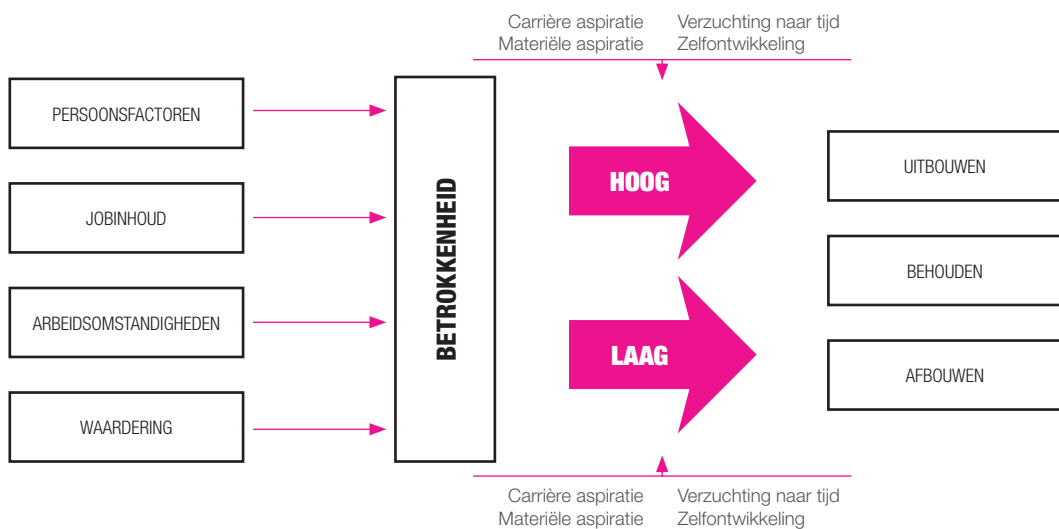 Carrière aspiratie
Materiële aspiratie
Verzuchting naar tijd
Zelfontwikkeling
PERSOONSFACTOREN
JOBINHOUD
ARBEIDSOMSTANDIGHEDEN
WAARDERING
BETROKKENHEID
HOOG
LAAG
UITBOUWEN
BEHOUDEN
AFBOUWEN
Carrière aspiratie
Materiële aspiratie
Verzuchting naar tijd
Zelfontwikkeling